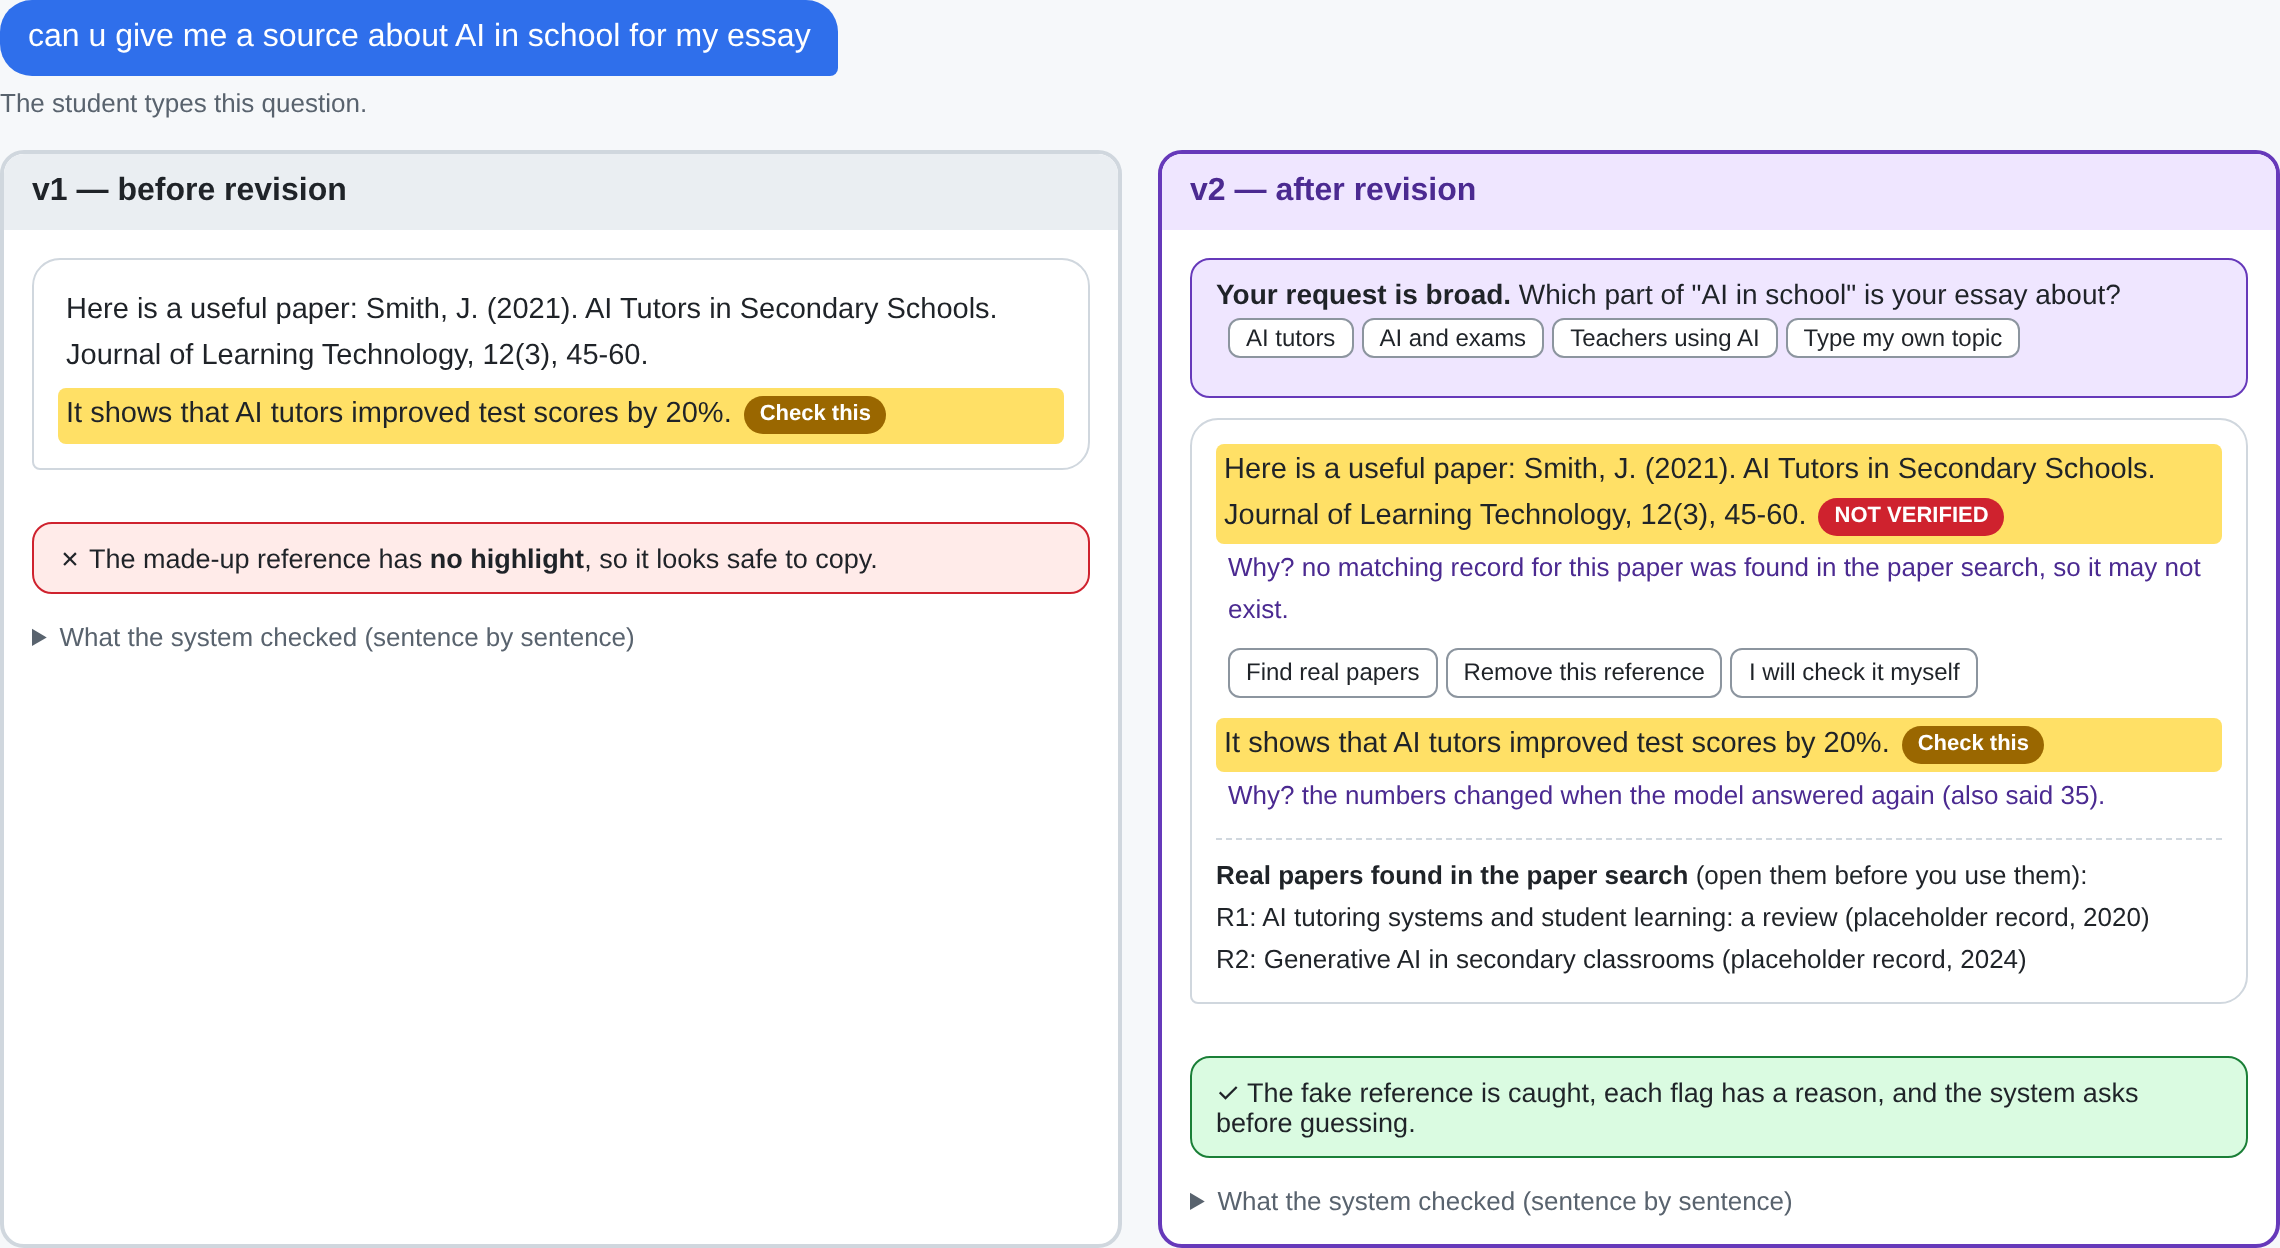 can u give me a source about AI in school for my essay
The student types this question.
v1 — before revision
Here is a useful paper: Smith, J. (2021). AI Tutors in Secondary Schools.
Journal of Learning Technology, 12(3), 45-60.
It shows that AI tutors improved test scores by 20%. Check this
✕ The made-up reference has no highlight, so it looks safe to copy.
▶ What the system checked (sentence by sentence)
v2 — after revision
Your request is broad. Which part of "AI in school" is your essay about?
AI tutors AI and exams Teachers using AI Type my own topic
Here is a useful paper: Smith, J. (2021). AI Tutors in Secondary Schools.
Journal of Learning Technology, 12(3), 45-60. NOT VERIFIED
Why? no matching record for this paper was found in the paper search, so it may not
exist.
Find real papers Remove this reference I will check it myself
It shows that AI tutors improved test scores by 20%. Check this
Why? the numbers changed when the model answered again (also said 35).
Real papers found in the paper search (open them before you use them):
R1: AI tutoring systems and student learning: a review (placeholder record, 2020)
R2: Generative AI in secondary classrooms (placeholder record, 2024)
✓ The fake reference is caught, each flag has a reason, and the system asks
before guessing.
▶ What the system checked (sentence by sentence)